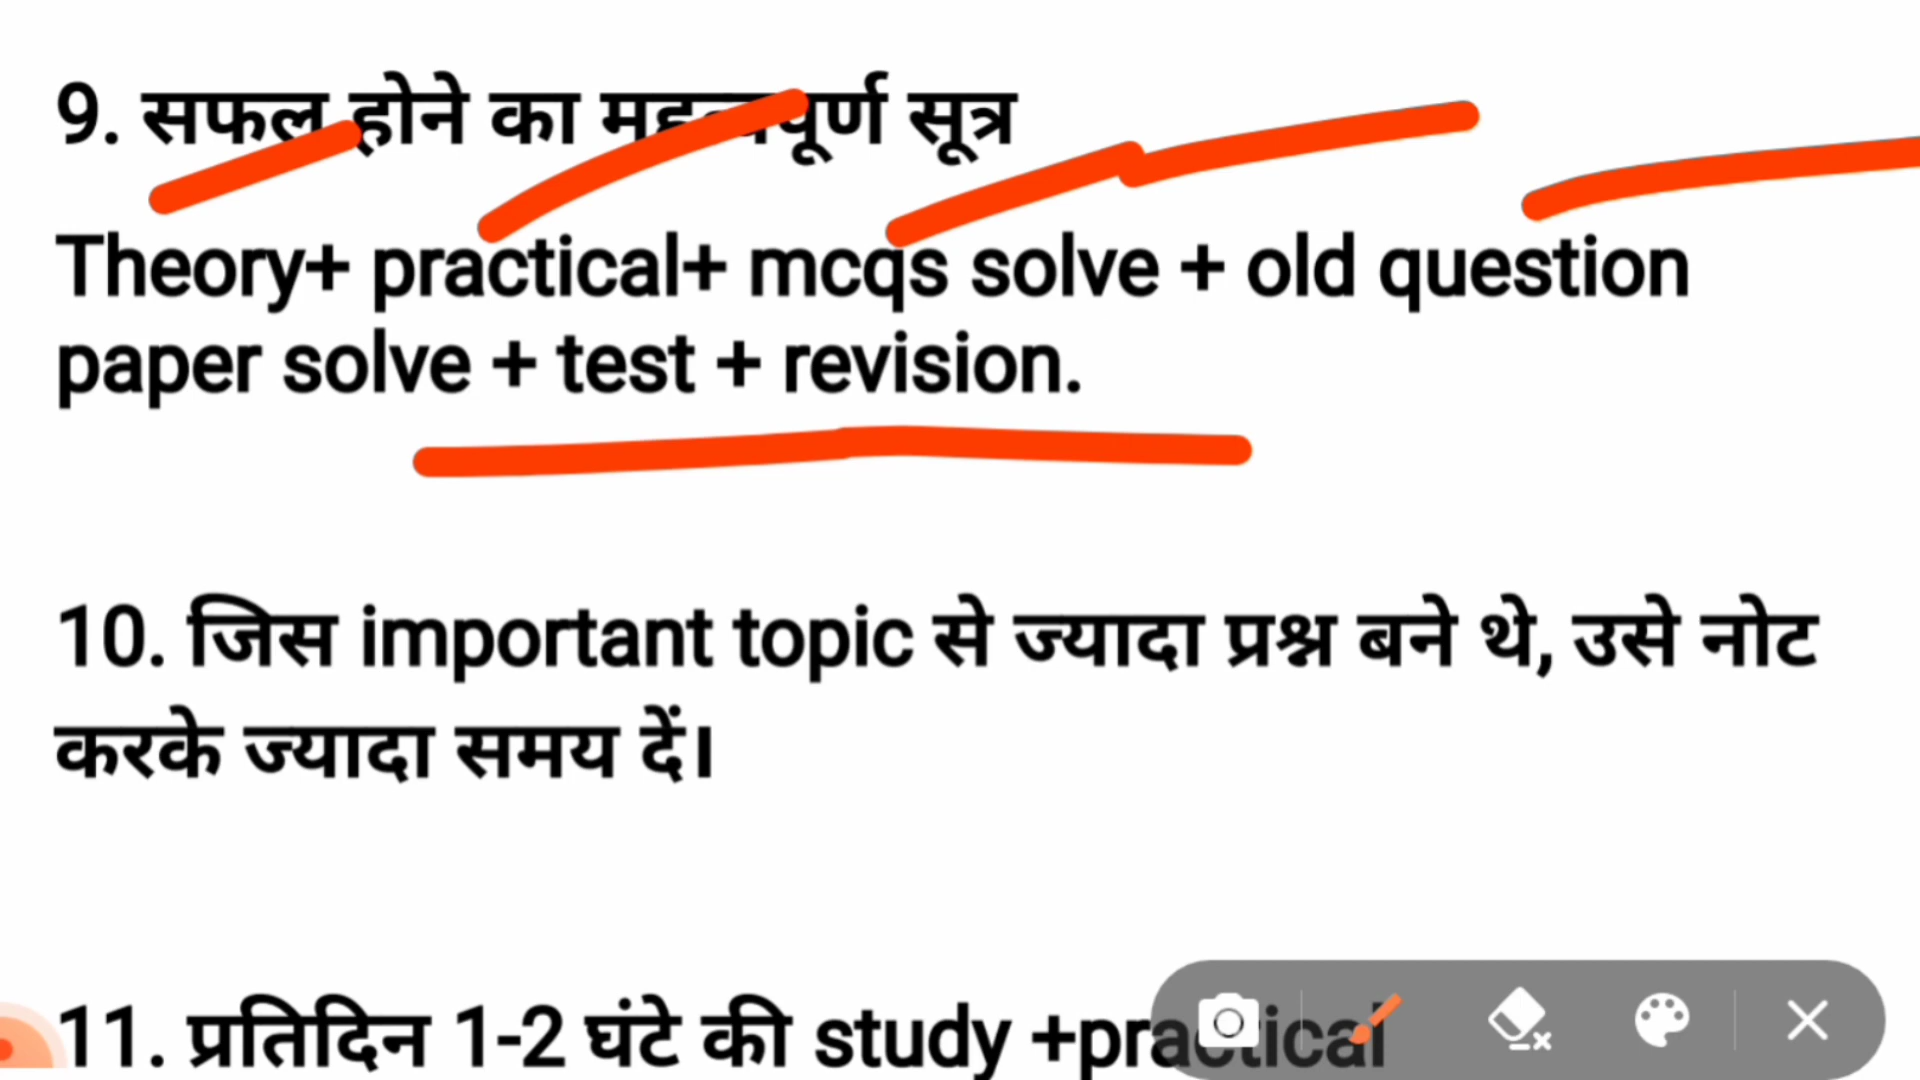 9. सफल होने का महत्वपूर्ण सूत्र
Theory+ practical+ mcqs solve + old question
paper solve + test + revision.
10. जिस important topic से ज्यादा प्रश्न बने थे, उसे नोट
करके ज्यादा समय दें।
11. प्रतिदिन 1-2 घंटे की study +practical